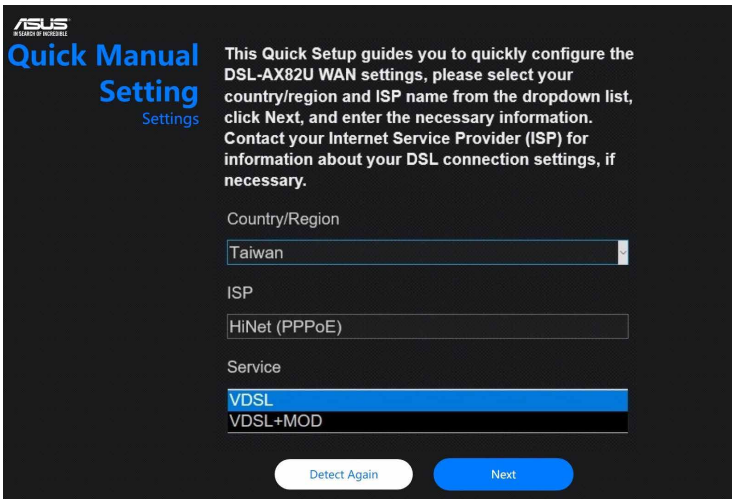 ASUS
IN SEARCH OF INCREDIBLE
Quick Manual
Setting
Settings
This Quick Setup guides you to quickly configure the
DSL-AX82U WAN settings, please select your
country/region and ISP name from the dropdown list,
click Next, and enter the necessary information.
Contact your Internet Service Provider (ISP) for
information about your DSL connection settings, if
necessary.
Country/Region
Taiwan
ISP
HiNet (PPPoE)
Service
VDSL
VDSL+MOD
Detect Again
Next